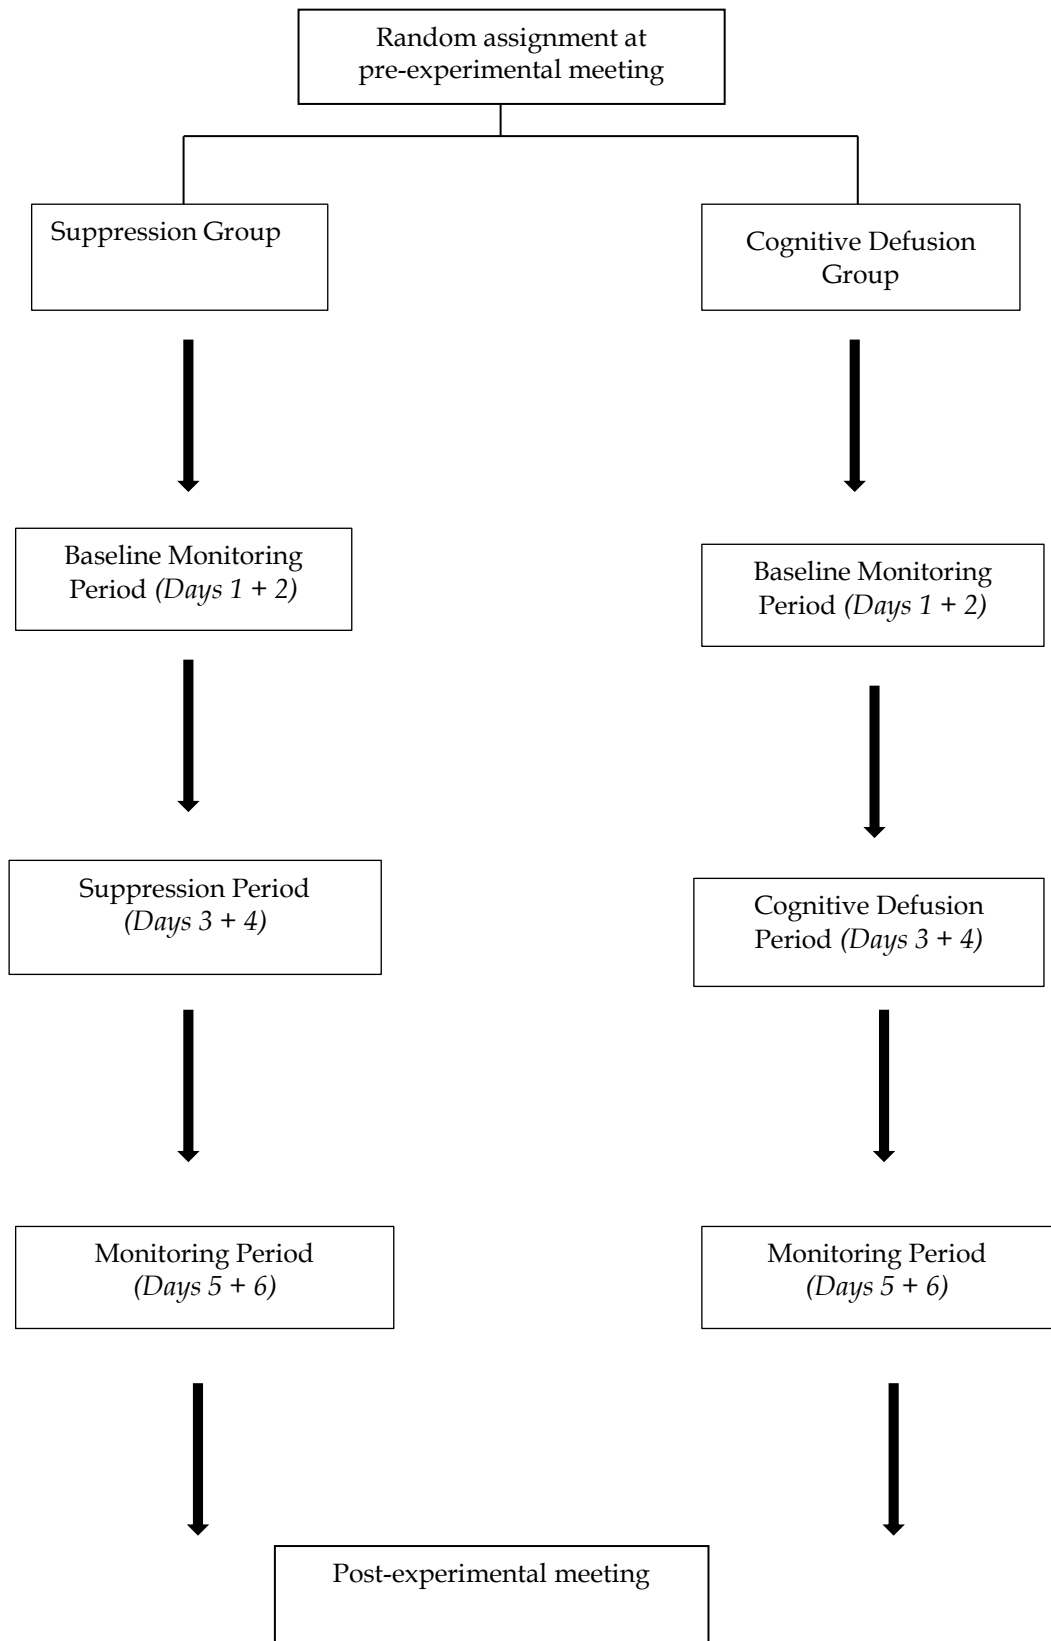 Random assignment at
pre-experimental meeting
Suppression Group
Cognitive Defusion
Group
Baseline Monitoring
Period (Days 1 + 2)
Baseline Monitoring
Period (Days 1 + 2)
Suppression Period
(Days 3 + 4)
Cognitive Defusion
Period (Days 3 + 4)
Monitoring Period
(Days 5 + 6)
Monitoring Period
(Days 5 + 6)
Post-experimental meeting